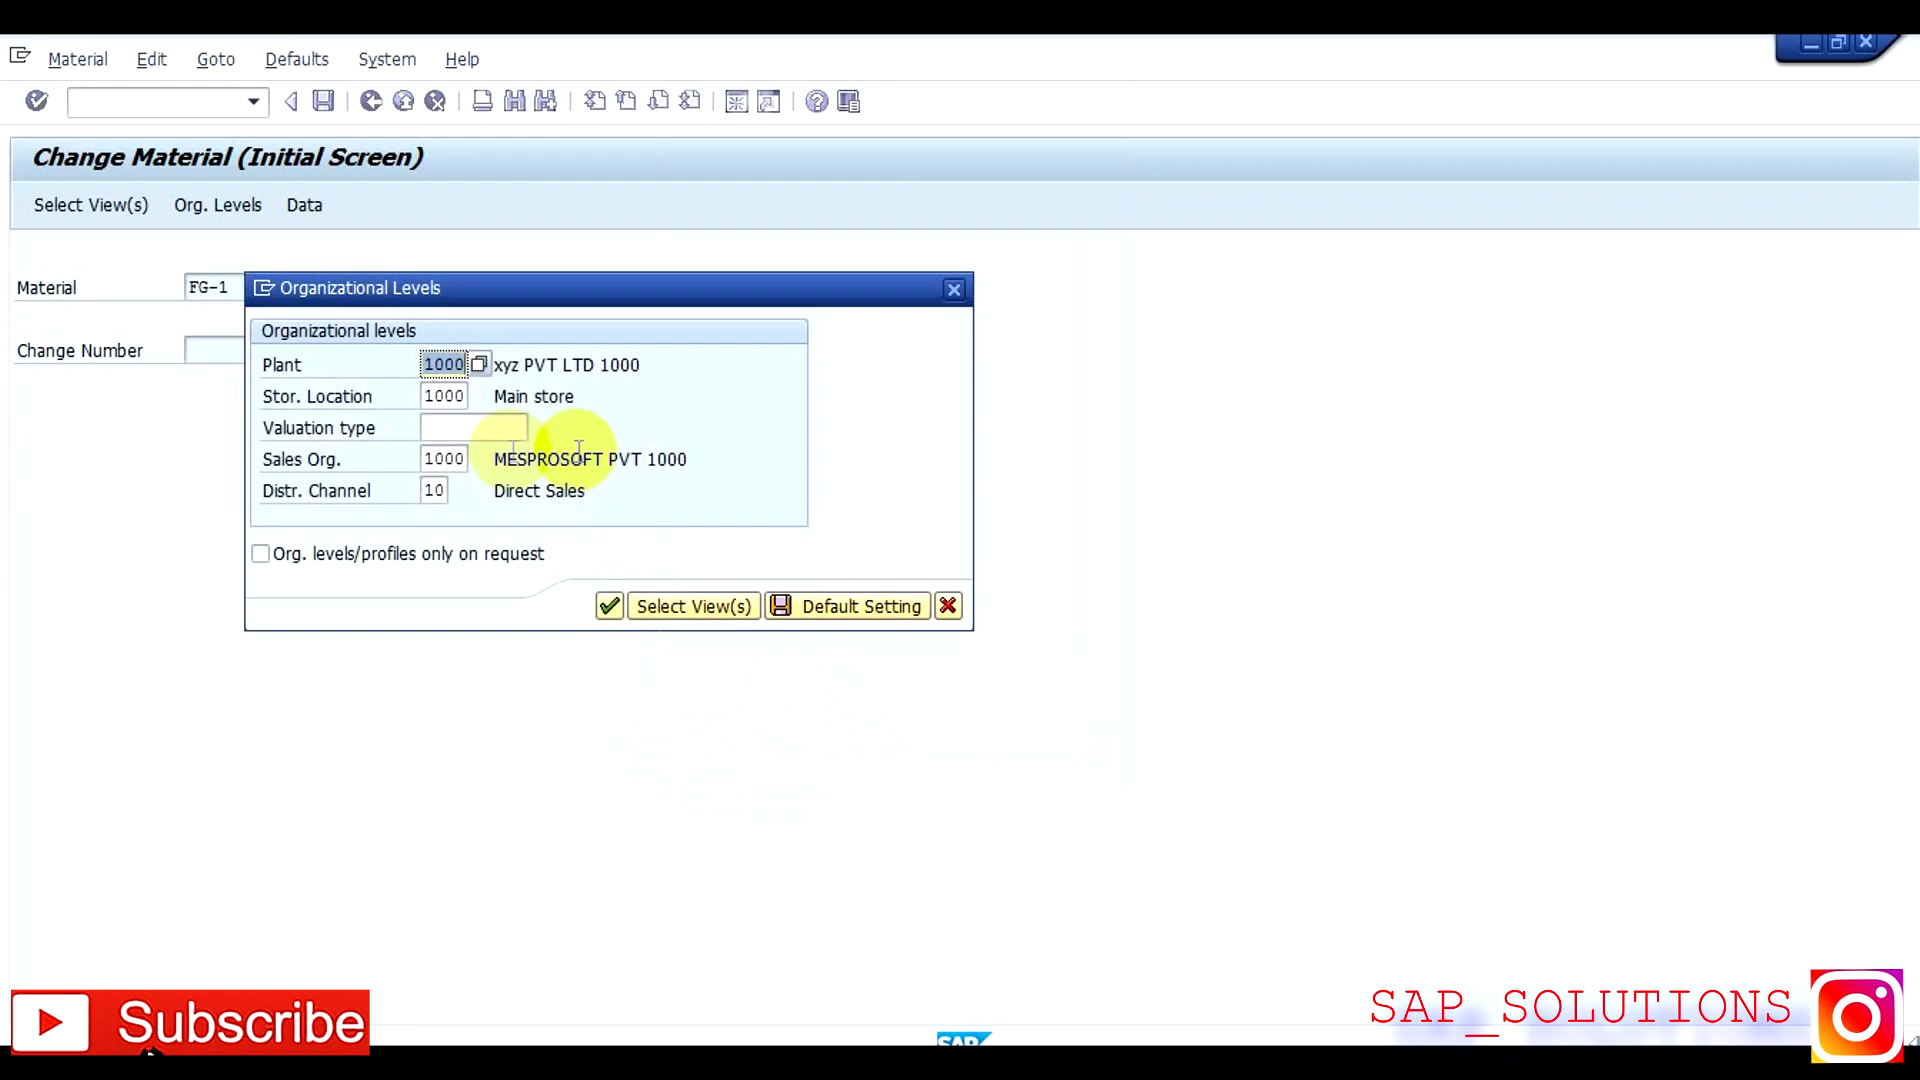 Material Edit Goto Defaults System Help
Change Material (Initial Screen)
Select View(s) Org. Levels Data
Material FG-1
Organizational Levels
Organizational levels
Plant 1000 xyz PVT LTD 1000
Stor. Location 1000 Main store
Valuation type
Change Number
Sales Org. 1000 MESPROSOFT PVT 1000
Distr. Channel 10 Direct Sales
Org. levels/profiles only on request
Select View(s) Default Setting
Subscribe
SAP_SOLUTIONS
SAP